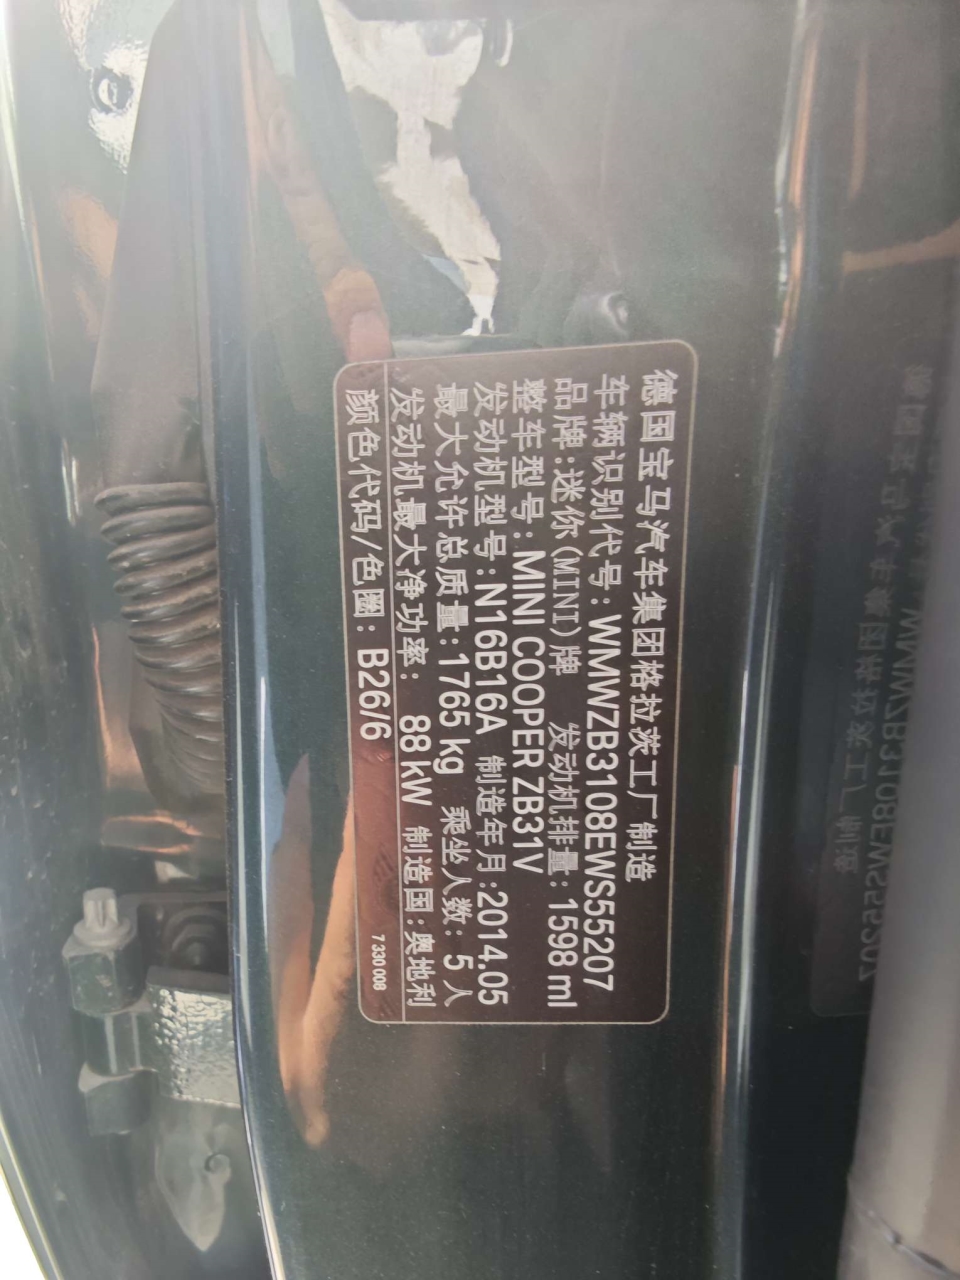 德国宝马汽车集团格拉茨工厂制造
车辆识别代号: WMWZB3108EWS55207
品牌:迷你(MINI)牌 发动机排量:1598 ml
整车型号: MINI COOPER ZB31V
发动机型号: N16B16A 制造年月:2014.05
最大允许总质量:1765 kg 乘坐人数: 5 人
发动机最大净功率: 88 kW 制造国:奥地利
颜色代码/色圈: B26/6
7 330 008